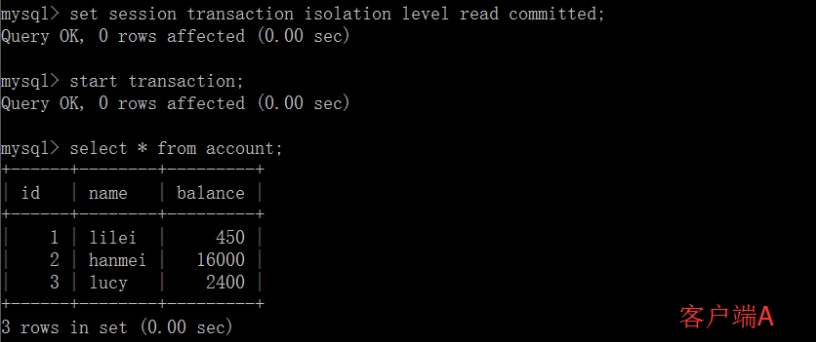 mysql> set session transaction isolation level read committed;
Query OK, 0 rows affected (0.00 sec)
mysql> start transaction;
Query OK, 0 rows affected (0.00 sec)
mysql> select * from account;
+------+--------+---------+
| id   | name   | balance |
+------+--------+---------+
|    1 | lilei  |     450 |
|    2 | hanmei |   16000 |
|    3 | lucy   |    2400 |
+------+--------+---------+
3 rows in set (0.00 sec)
客户端A